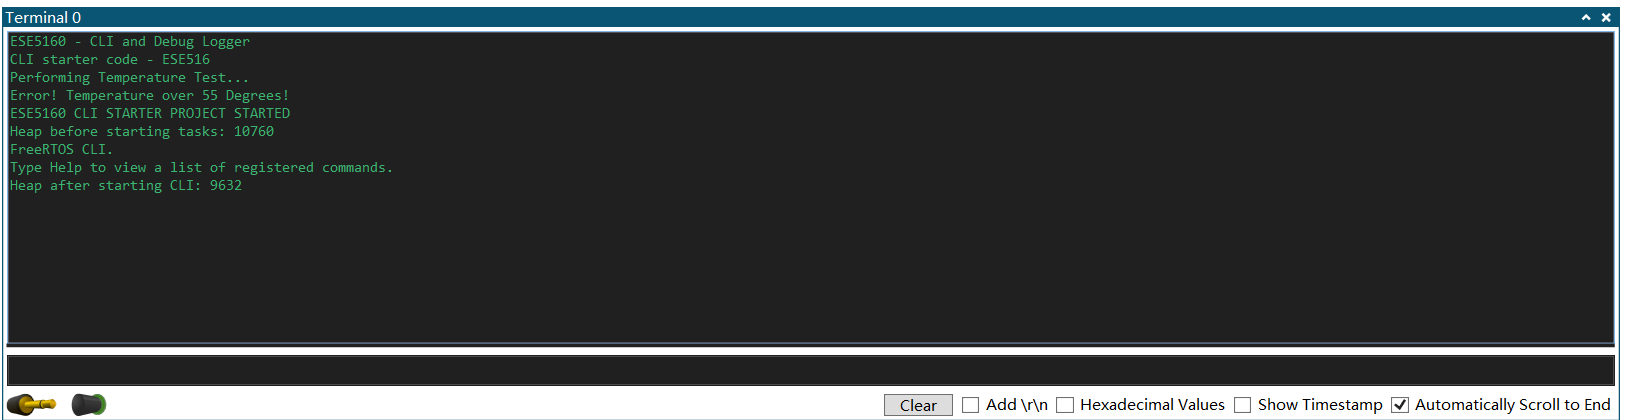 Terminal 0
ESE5160 - CLI and Debug Logger
CLI starter code - ESE516
Performing Temperature Test...
Error! Temperature over 55 Degrees!
ESE5160 CLI STARTER PROJECT STARTED
Heap before starting tasks: 10760
FreeRTOS CLI.
Type Help to view a list of registered commands.
Heap after starting CLI: 9632
Clear Add \r\n Hexadecimal Values Show Timestamp Automatically Scroll to End